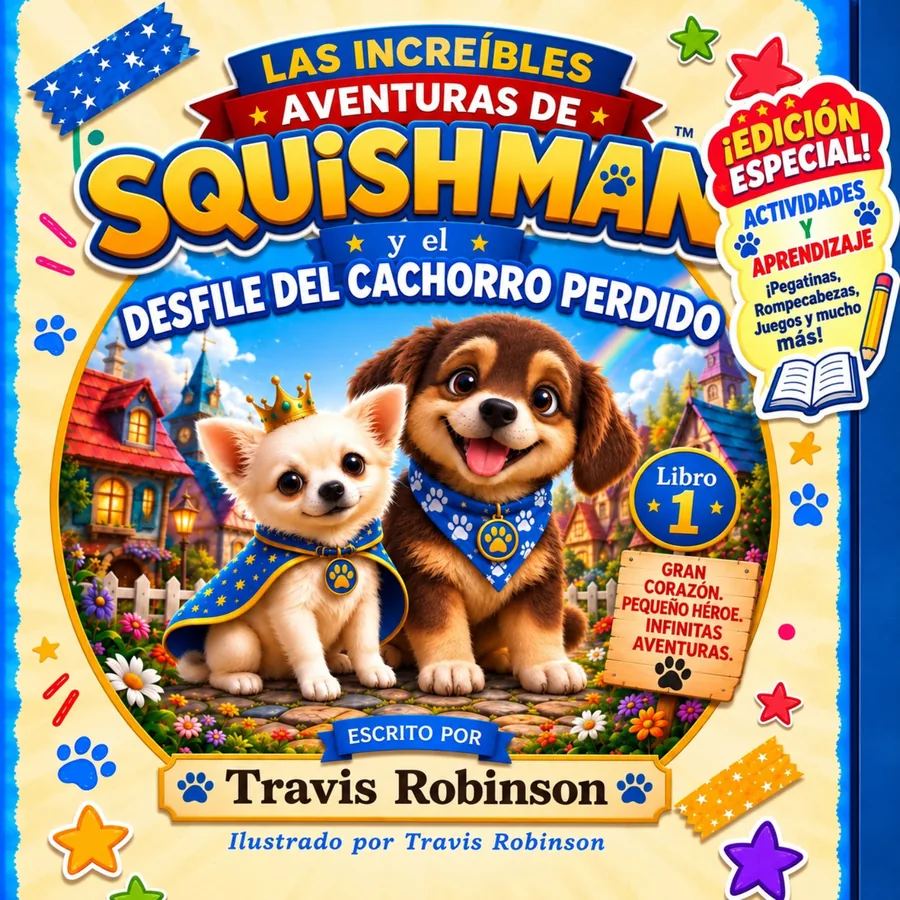 LAS INCREÍBLES
AVENTURAS DE
SQUiSHMAN
™
y el
DESFILE DEL CACHORRO PERDIDO
¡EDICIÓN
ESPECIAL!
ACTIVIDADES
Y
APRENDIZAJE
¡Pegatinas,
Rompecabezas,
Juegos y mucho
más!
Libro
1
GRAN
CORAZÓN.
PEQUEÑO HÉROE.
INFINITAS
AVENTURAS.
ESCRITO POR
Travis Robinson
Ilustrado por Travis Robinson